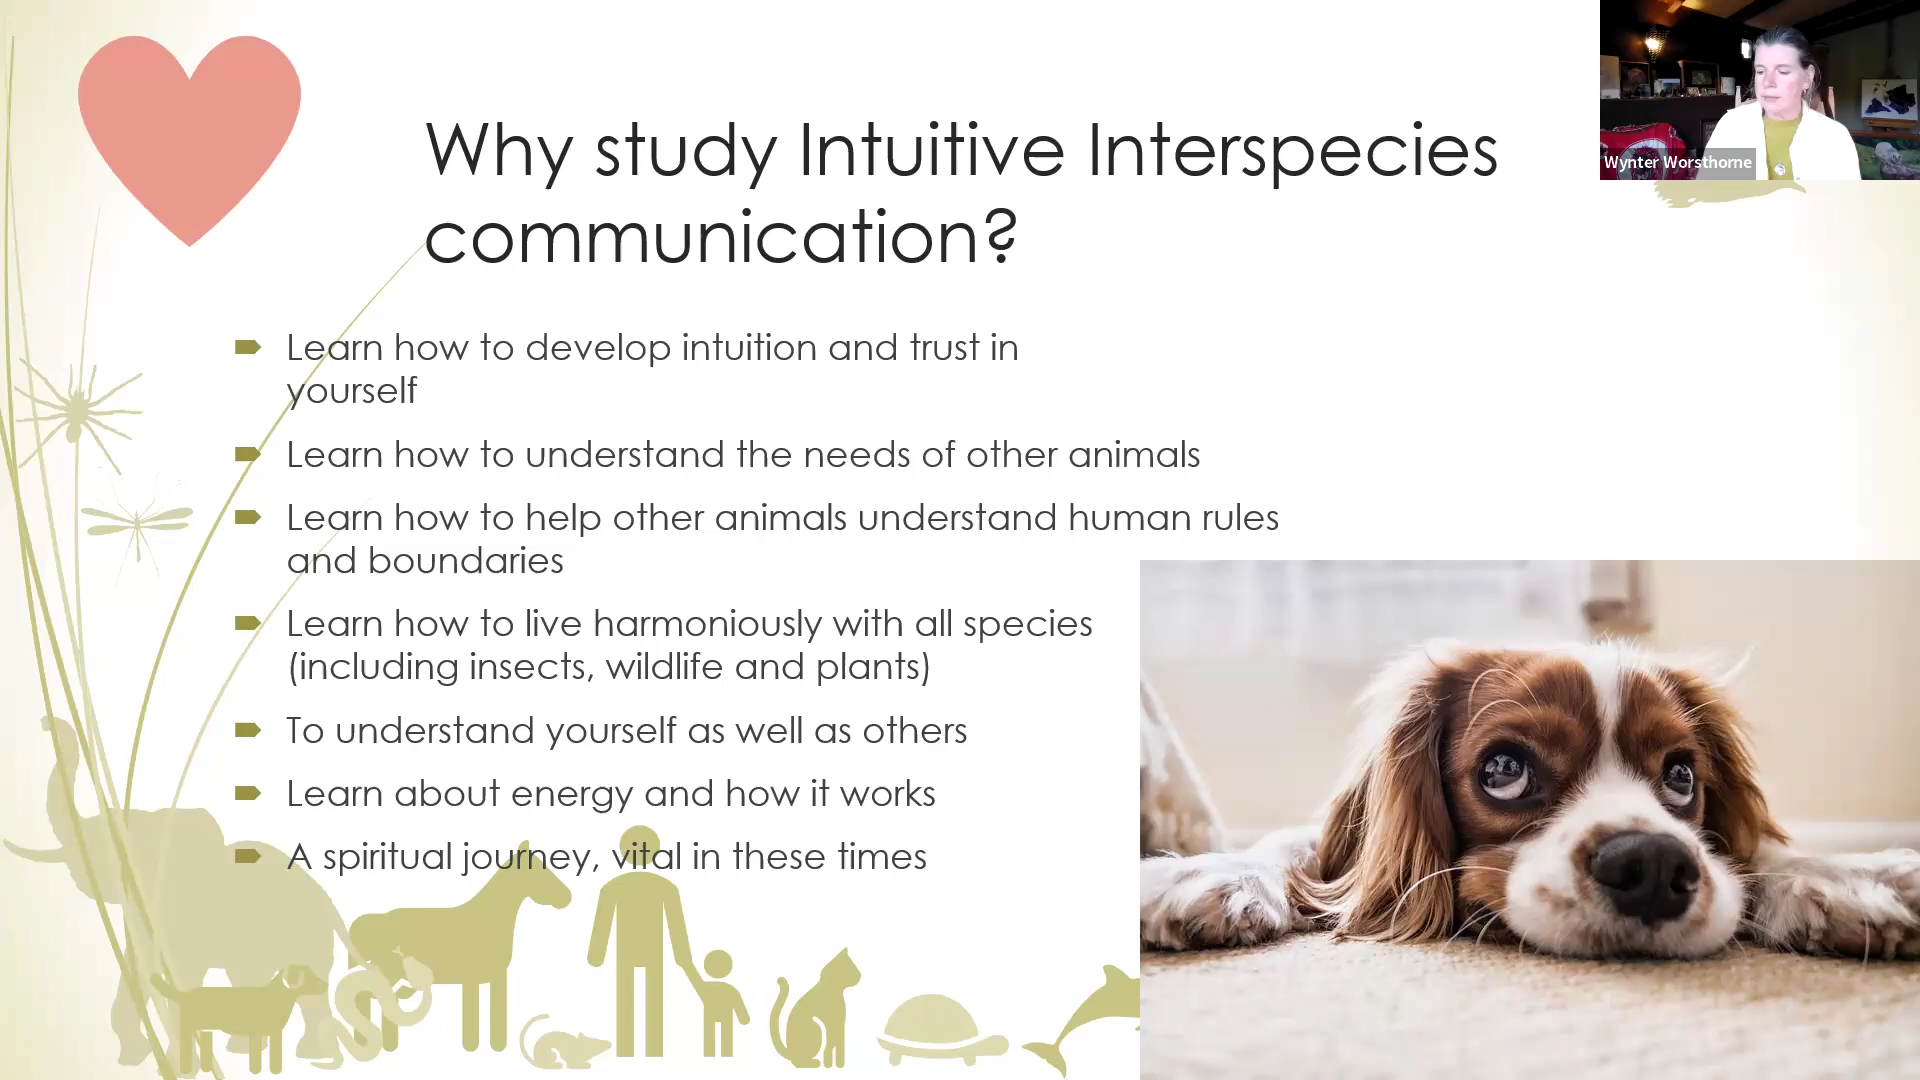 Why study Intuitive Interspecies
communication?
Learn how to develop intuition and trust in
yourself
Learn how to understand the needs of other animals
Learn how to help other animals understand human rules
and boundaries
Learn how to live harmoniously with all species
(including insects, wildlife and plants)
To understand yourself as well as others
Learn about energy and how it works
A spiritual journey, vital in these times
Wynter Worsthorne